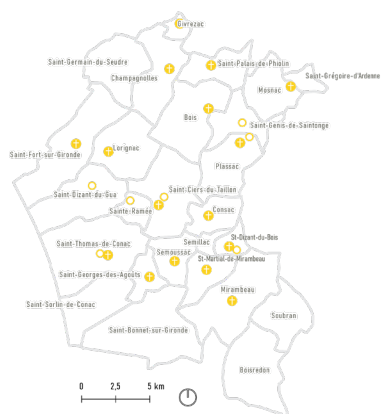 Givrezac
Saint-Germain-du-Seudre
Saint-Palais-de-Phiolin
Champagnolles
Saint-Grégoire-d'Ardenne
Mosnac
Bois
Saint-Genis-de-Saintonge
Lorignac
Saint-Fort-sur-Gironde
Plassac
Saint-Dizant-du-Gua
Saint-Ciers-du-Taillon
Sainte-Ramée
Consac
St-Dizant-du-Bois
Saint-Thomas-de-Conac
Semillac
Semoussac
St-Martial-de-Mirambeau
Saint-Georges-des-Agoûts
Mirambeau
Saint-Sorlin-de-Conac
Soubran
Saint-Bonnet-sur-Gironde
Boisredon
0 2,5 5 km